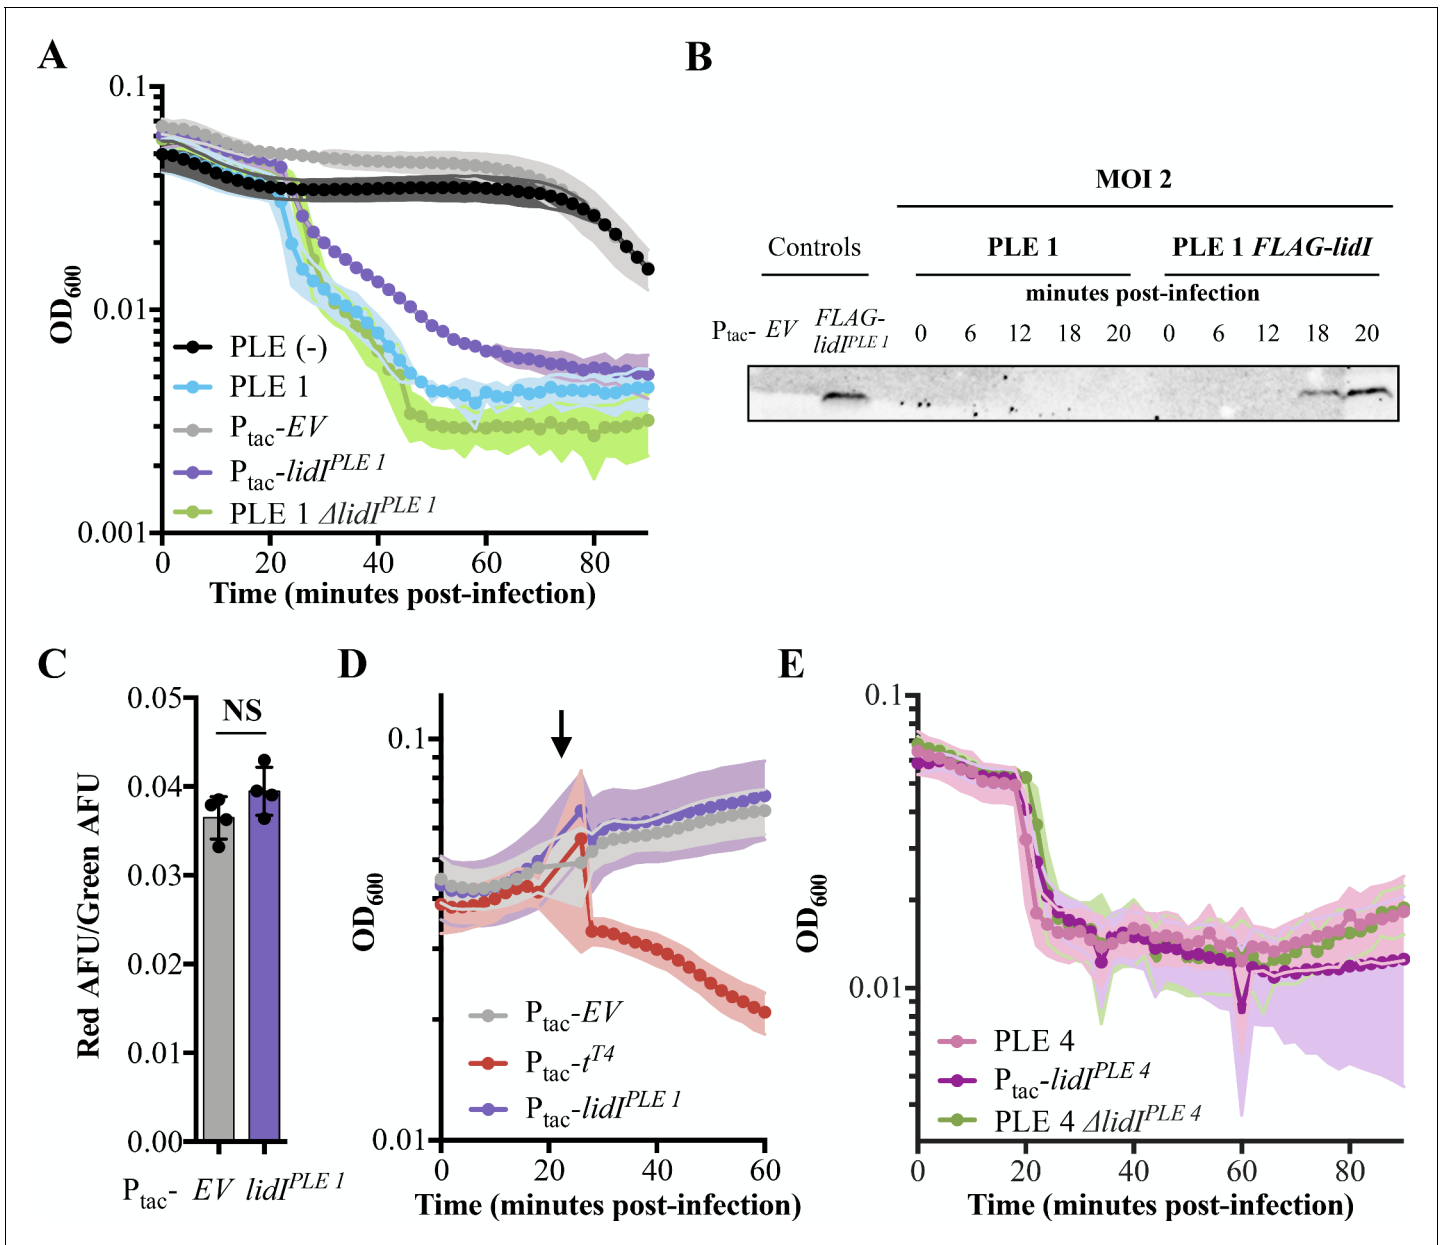 A
0.1
0.01
0.001
OD600
PLE (-)
PLE 1
Ptac-EV
Ptac-lidIPLE 1
PLE 1 ΔlidIPLE 1
0 20 40 60 80
Time (minutes post-infection)
B
MOI 2
Controls PLE 1 PLE 1 FLAG-lidI
minutes post-infection
Ptac- EV FLAG-lidIPLE 1 0 6 12 18 20 0 6 12 18 20
C
NS
0.05
0.04
0.03
0.02
0.01
0.00
Red AFU/Green AFU
Ptac- EV lidIPLE 1
D
0.1
0.01
OD600
Ptac-EV
Ptac-tT4
Ptac-lidIPLE 1
0 20 40 60
Time (minutes post-infection)
E
0.1
0.01
OD600
PLE 4
Ptac-lidIPLE 4
PLE 4 ΔlidIPLE 4
0 20 40 60 80
Time (minutes post-infection)